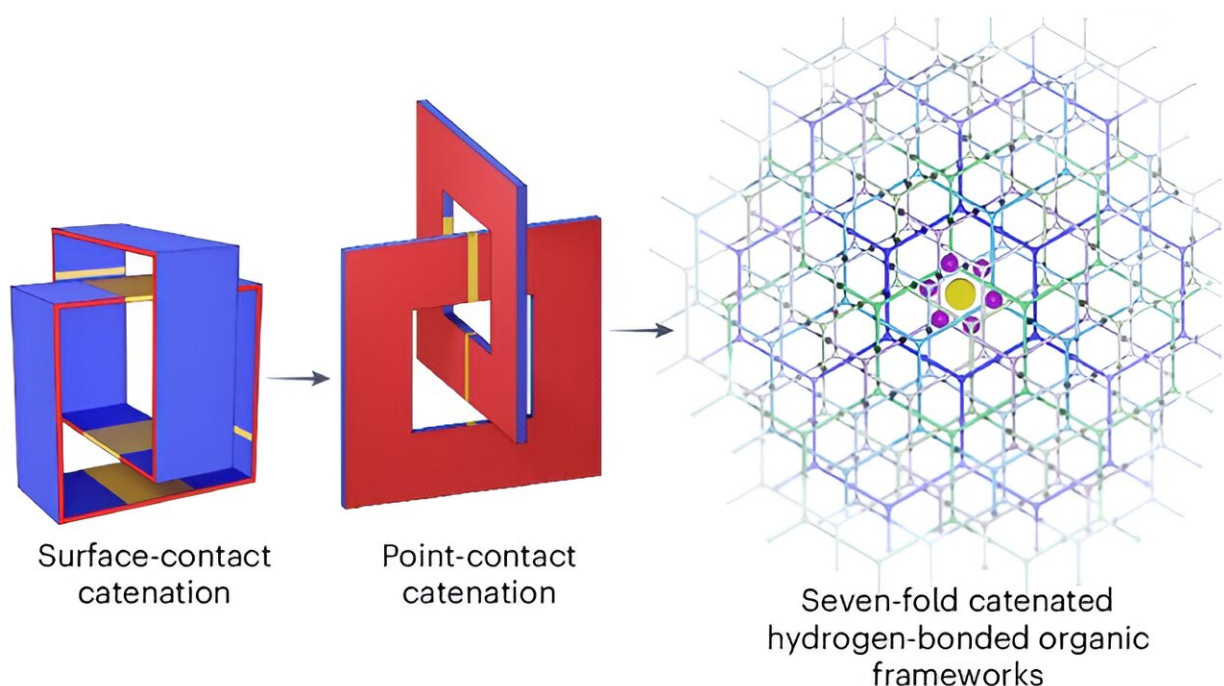 Surface-contact
catenation
Point-contact
catenation
Seven-fold catenated
hydrogen-bonded organic
frameworks